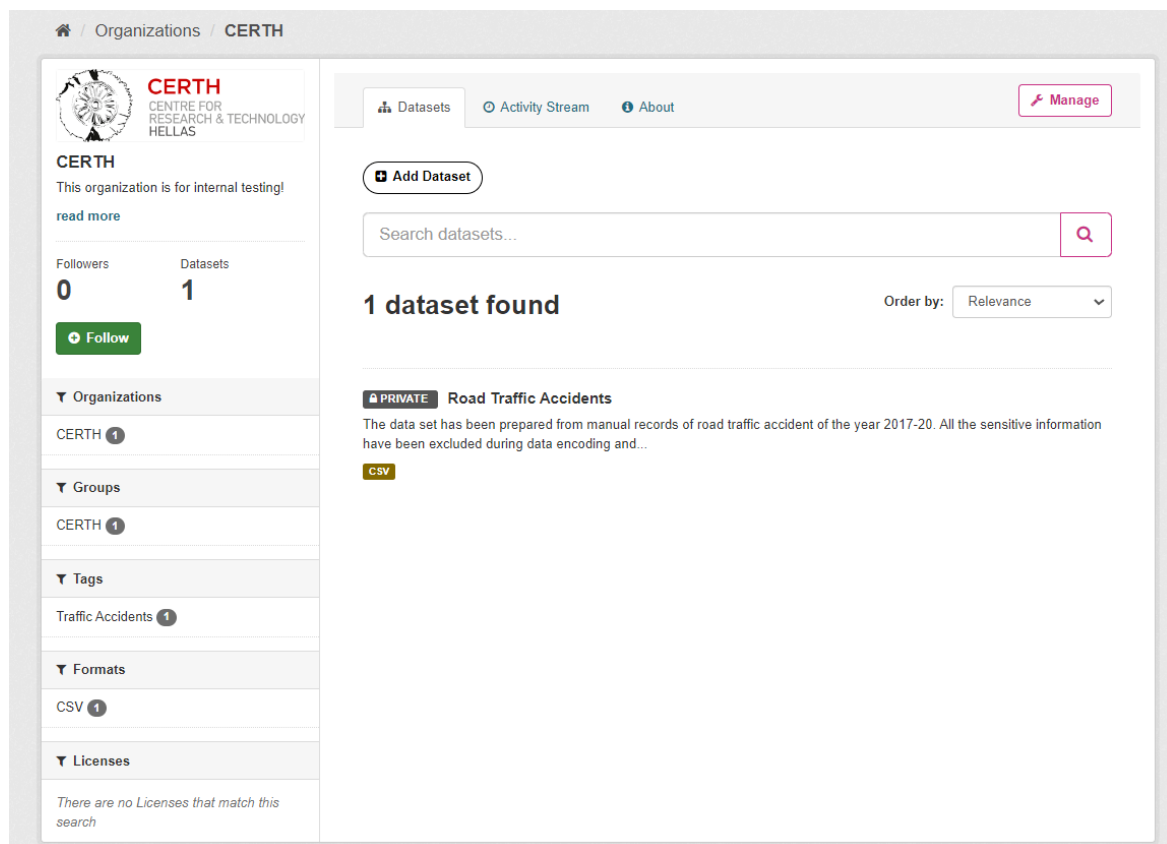 / Organizations / CERTH
CERTH
CENTRE FOR
RESEARCH & TECHNOLOGY
HELLAS
CERTH
This organization is for internal testing!
read more
Followers Datasets
0 1
Follow
Organizations
CERTH 1
Groups
CERTH 1
Tags
Traffic Accidents 1
Formats
CSV 1
Licenses
There are no Licenses that match this
search
Datasets Activity Stream About
Manage
Add Dataset
Search datasets...
1 dataset found
Order by: Relevance
PRIVATE Road Traffic Accidents
The data set has been prepared from manual records of road traffic accident of the year 2017-20. All the sensitive information
have been excluded during data encoding and...
CSV